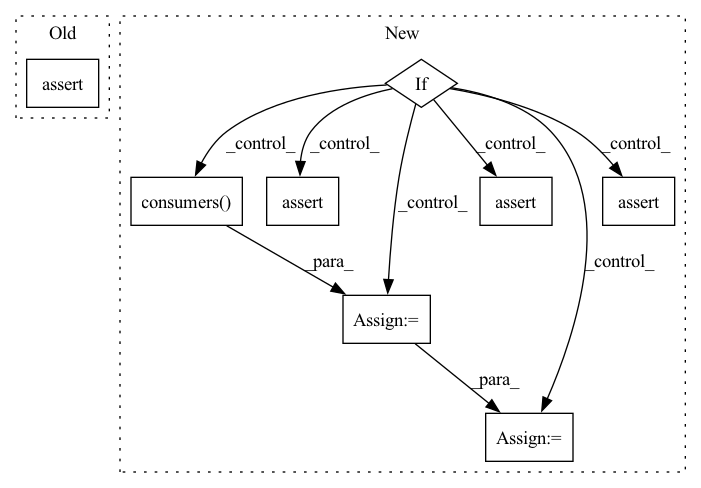 Old
New
assert
If
_control_
_control_
_control_
_control_
_control_
_control_
consumers()
assert
assert
assert
_para_
Assign:=
_para_
Assign:=